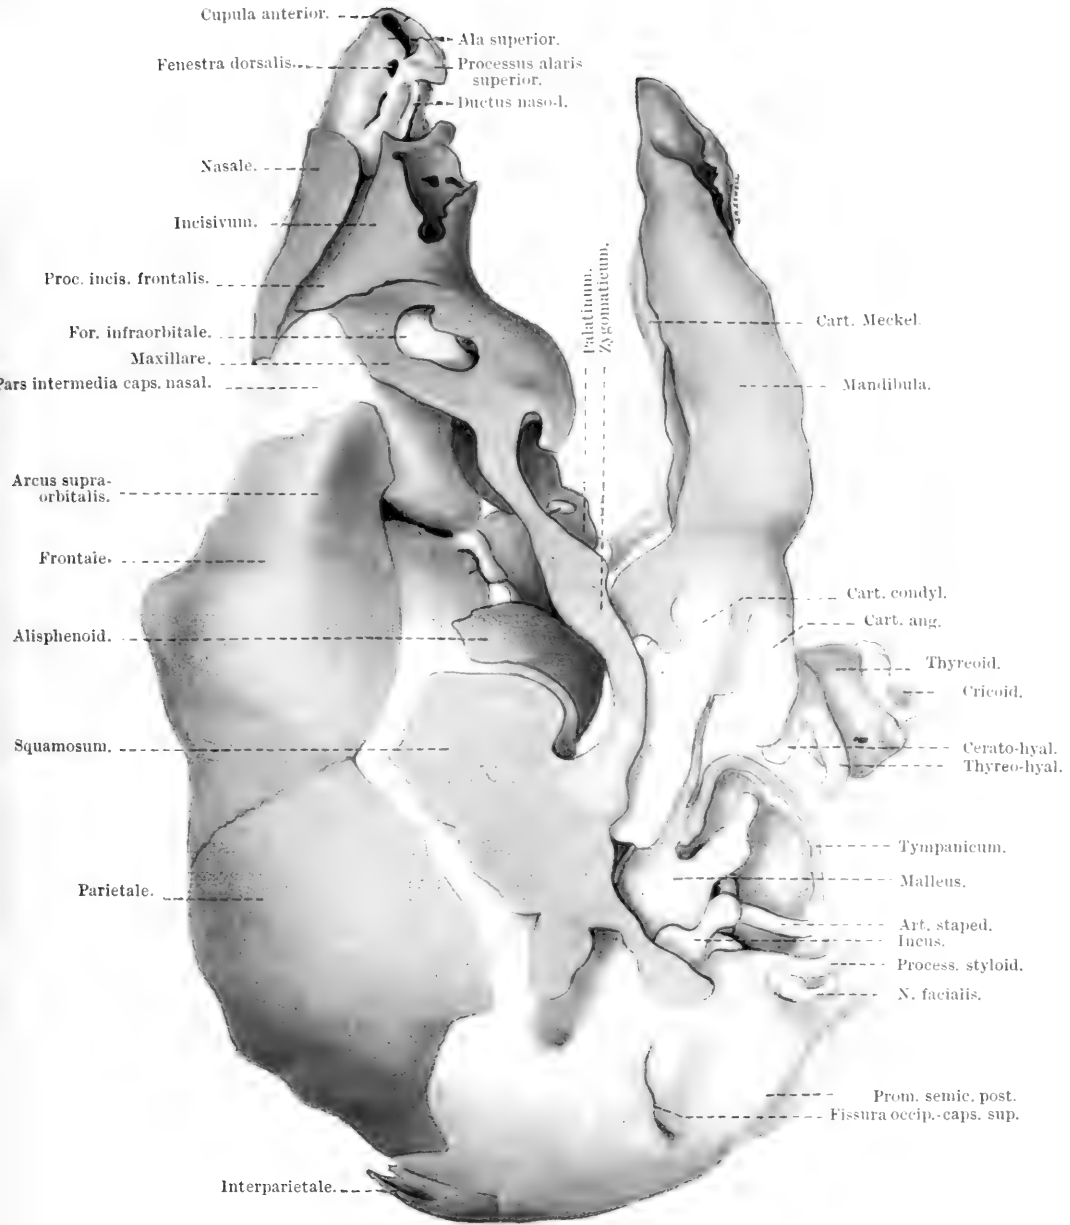 Cupula anterior.
Ala superior.
Fenestra dorsalis.
Processus alaris
superior.
Ductus naso-l.
Nasale.
Incisivum.
Proc. incis. frontalis.
For. infraorbitale.
Maxillare.
Pars intermedia caps. nasal.
Palatinum.
Zygomaticum.
Cart. Meckel.
Mandibula.
Arcus supra-
orbitalis.
Frontale.
Alisphenoid.
Squamosum.
Parietale.
Interparietale.
Cart. condyl.
Cart. ang.
Thyreoid.
Cricoid.
Cerato-hyal.
Thyreo-hyal.
Tympanicum.
Malleus.
Art. staped.
Incus.
Process. styloid.
N. facialis.
Prom. semic. post.
Fissura occip.-caps. sup.